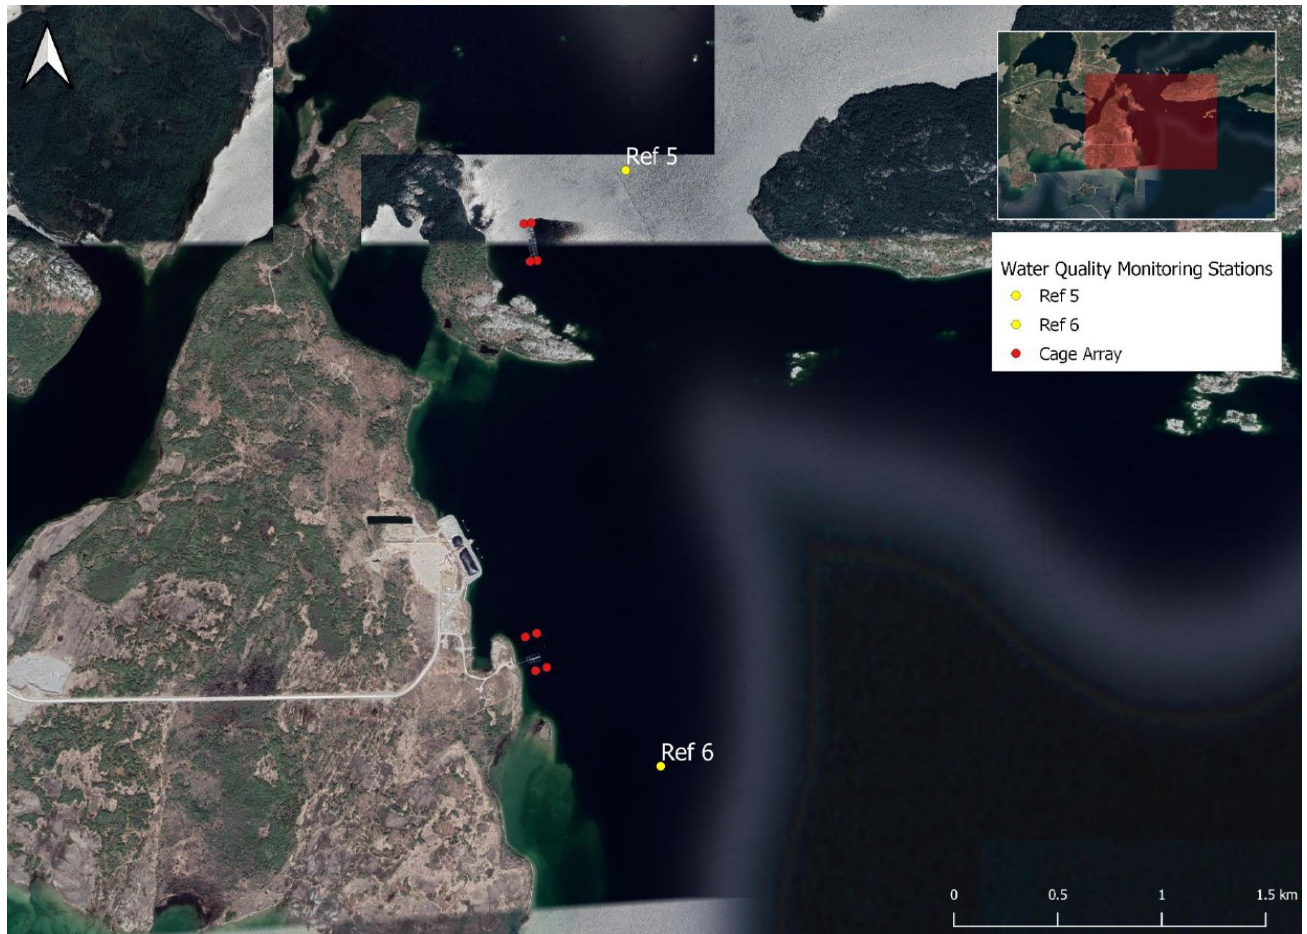 Ref 5
Water Quality Monitoring Stations
Ref 5
Ref 6
Cage Array
Ref 6
0 0.5 1 1.5 km